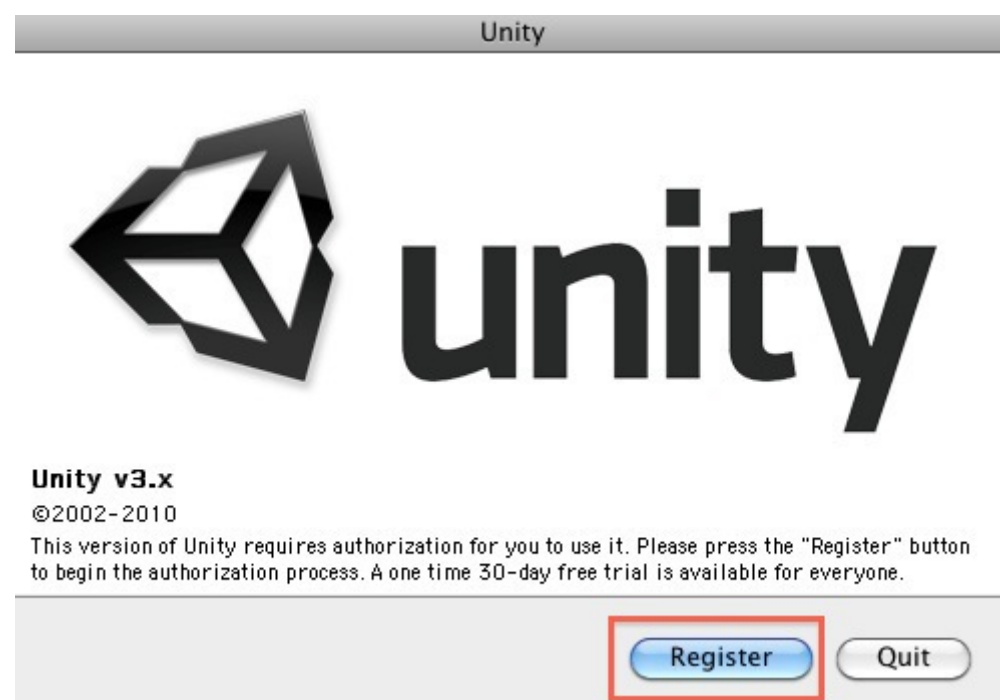 Unity
unity
Unity v3.x
©2002-2010
This version of Unity requires authorization for you to use it. Please press the "Register" button
to begin the authorization process. A one time 30-day free trial is available for everyone.
Register
Quit